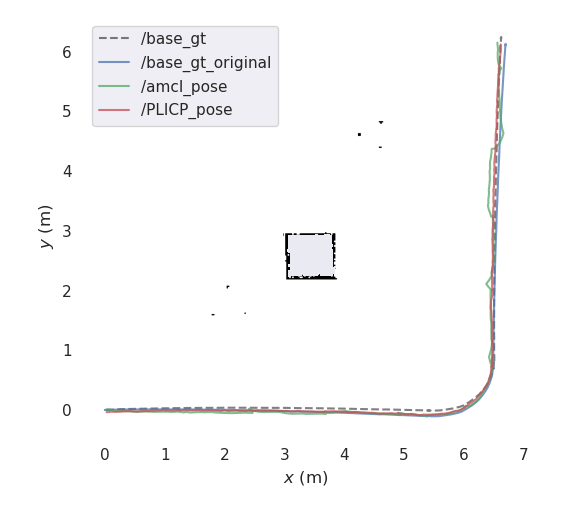 /base_gt
/base_gt_original
/amcl_pose
/PLICP_pose
6
5
4
3
2
1
0
y (m)
0 1 2 3 4 5 6 7
x (m)